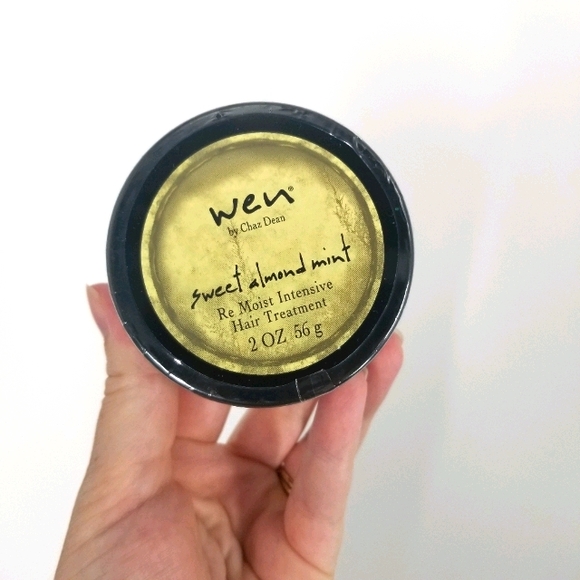 wen®
by Chaz Dean
sweet almond mint
Re Moist Intensive
Hair Treatment
2 OZ 56 g